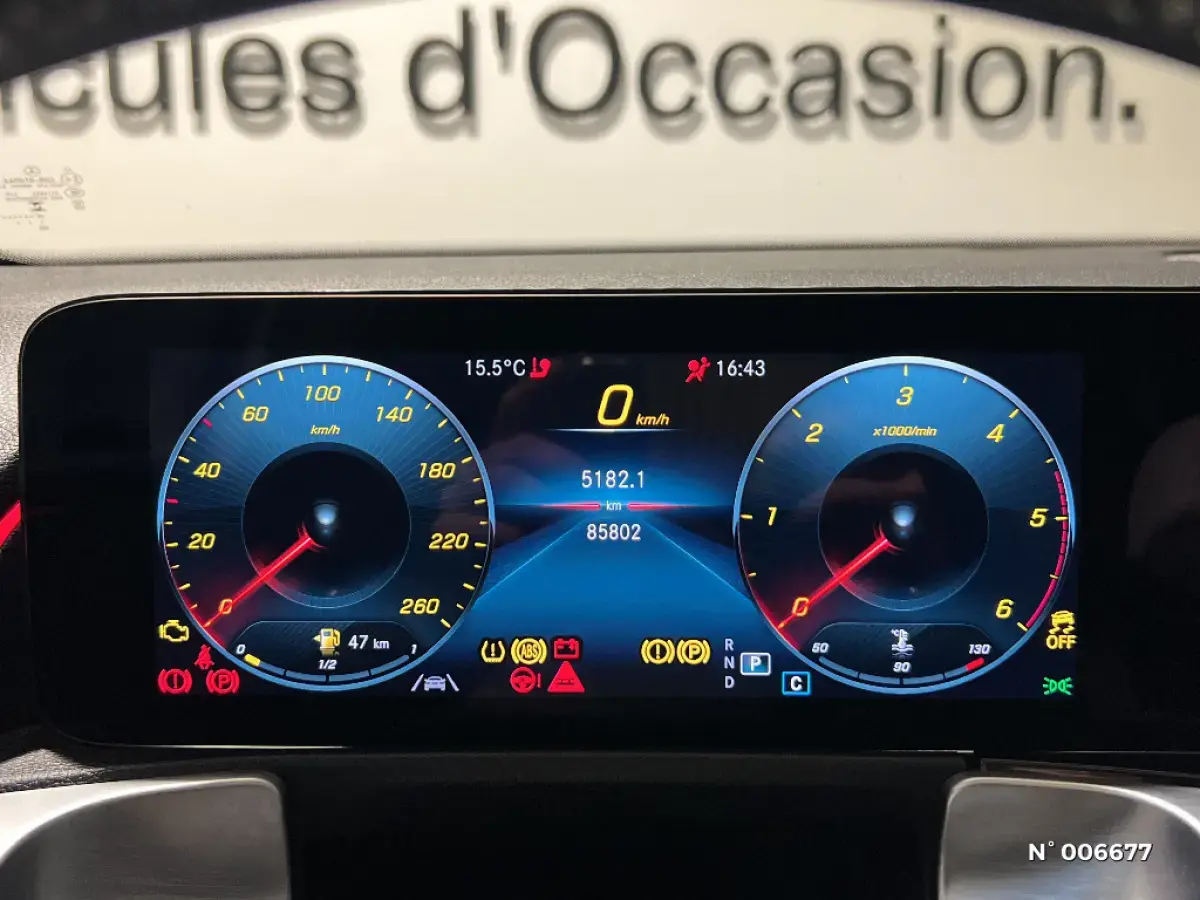 cules d'Occasion.
15.5°C
16:43
0 km/h
100
60
140
km/h
40
180
20
220
0
260
5182.1
km
85802
3
2
4
x1000/min
1
5
0
6
47 km
0
1/2
1
ABS
R
N
D
P
C
50
°C
90
130
OFF
N° 006677